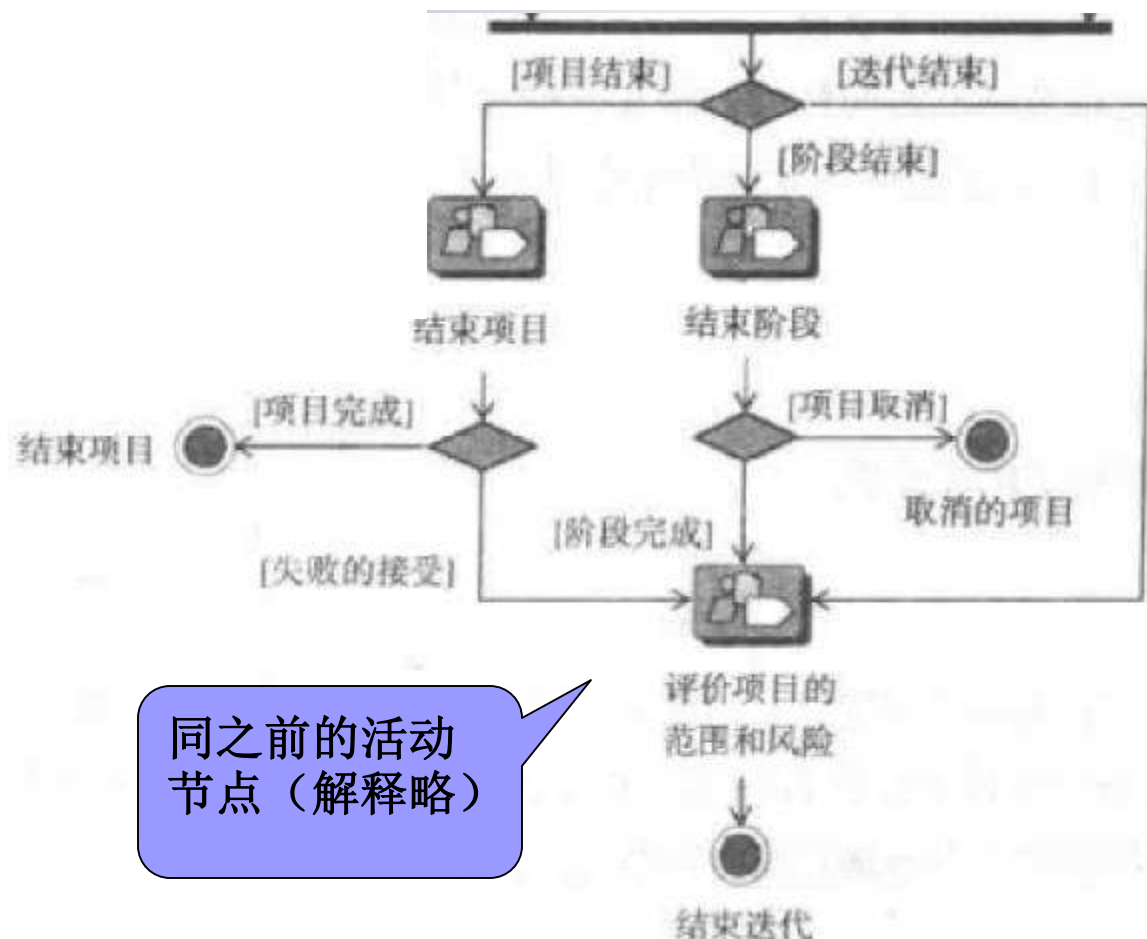 [项目结束]
[迭代结束]
[阶段结束]
结束项目
结束阶段
[项目完成]
[项目取消]
结束项目
取消的项目
[阶段完成]
[失败的接受]
评价项目的
范围和风险
同之前的活动
节点（解释略）
结束迭代